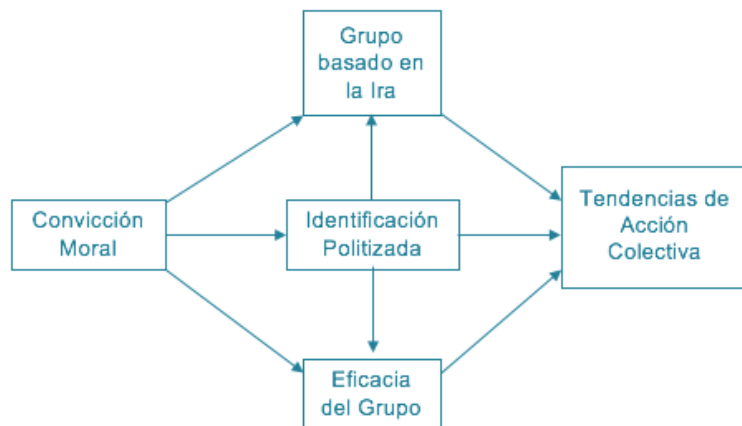 Grupo
basado en
la Ira
Convicción
Moral
Identificación
Politizada
Tendencias de
Acción
Colectiva
Eficacia
del Grupo